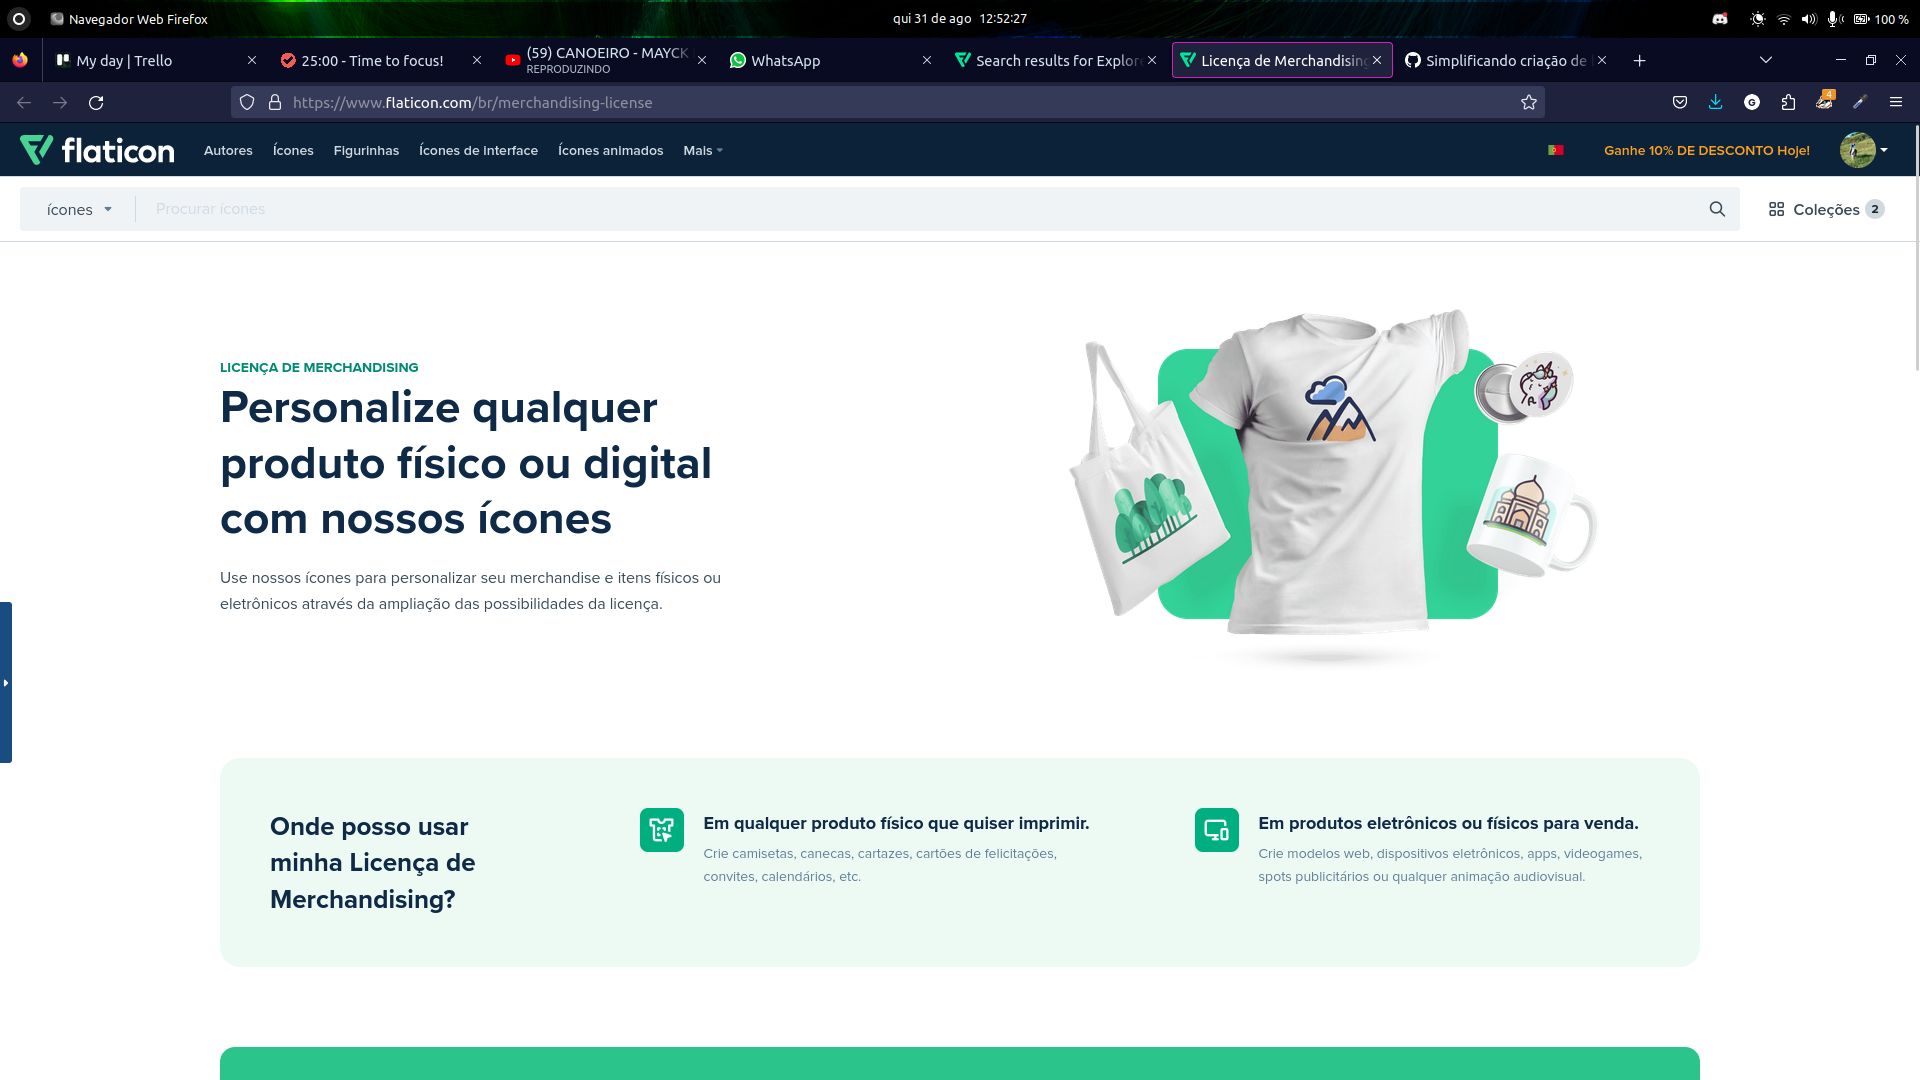 Navegador Web Firefox
qui 31 de ago 12:52:27
100 %
My day | Trello
25:00 - Time to focus!
(59) CANOEIRO - MAYCK
REPRODUZINDO
WhatsApp
Search results for Explore
Licença de Merchandising
Simplificando criação de
https://www.flaticon.com/br/merchandising-license
G
4
flaticon
Autores
Ícones
Figurinhas
Ícones de interface
Ícones animados
Mais
Ganhe 10% DE DESCONTO Hoje!
ícones
Procurar ícones
Coleções 2
LICENÇA DE MERCHANDISING
Personalize qualquer
produto físico ou digital
com nossos ícones
Use nossos ícones para personalizar seu merchandise e itens físicos ou
eletrônicos através da ampliação das possibilidades da licença.
Onde posso usar
minha Licença de
Merchandising?
Em qualquer produto físico que quiser imprimir.
Crie camisetas, canecas, cartazes, cartões de felicitações,
convites, calendários, etc.
Em produtos eletrônicos ou físicos para venda.
Crie modelos web, dispositivos eletrônicos, apps, videogames,
spots publicitários ou qualquer animação audiovisual.